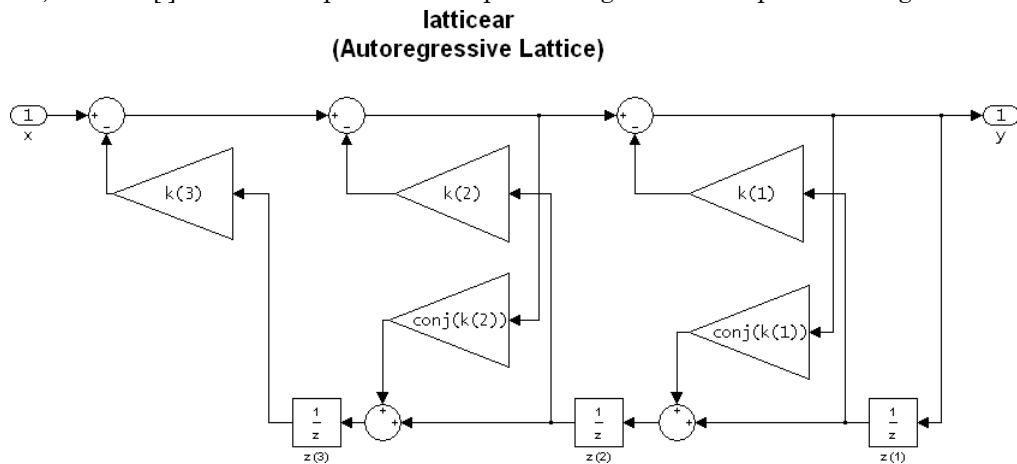 latticear
(Autoregressive Lattice)
1
x
+
−
+
−
+
−
1
y
k(3)
k(2)
k(1)
conj(k(2))
conj(k(1))
1
z
z(3)
+
+
1
z
z(2)
+
+
1
z
z(1)